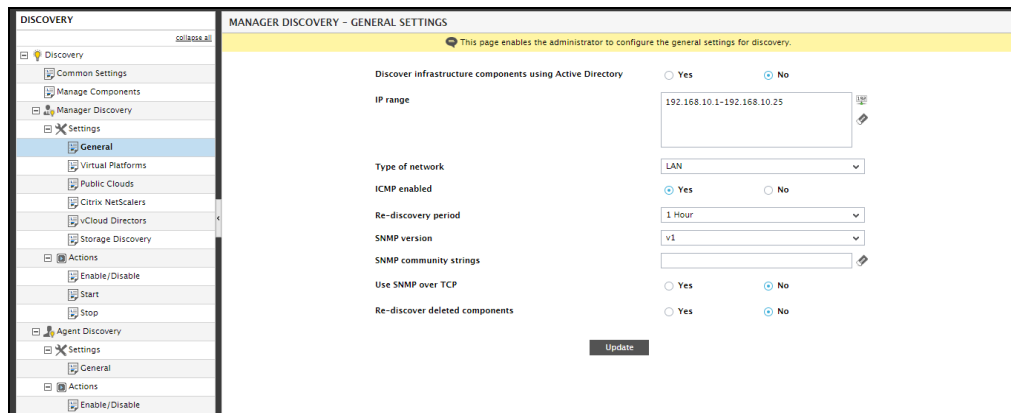 DISCOVERY
collapse all
Discovery
Common Settings
Manage Components
Manager Discovery
Settings
General
Virtual Platforms
Public Clouds
Citrix NetScalers
vCloud Directors
Storage Discovery
Actions
Enable/Disable
Start
Stop
Agent Discovery
Settings
General
Actions
Enable/Disable
MANAGER DISCOVERY - GENERAL SETTINGS
This page enables the administrator to configure the general settings for discovery.
Discover infrastructure components using Active Directory Yes No
IP range 192.168.10.1-192.168.10.25
Type of network LAN
ICMP enabled Yes No
Re-discovery period 1 Hour
SNMP version v1
SNMP community strings
Use SNMP over TCP Yes No
Re-discover deleted components Yes No
Update